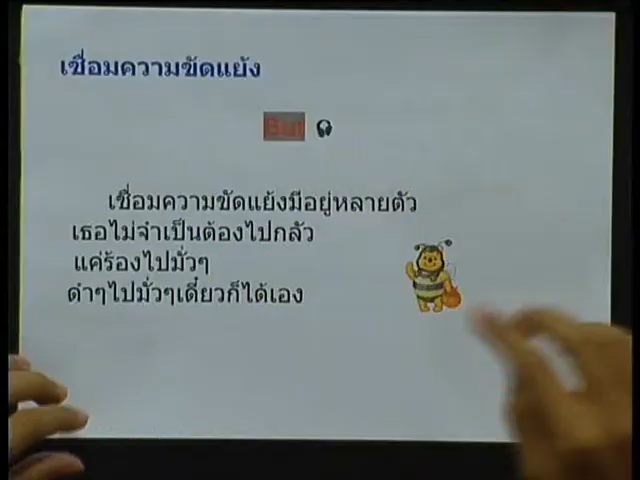 เชื่อมความขัดแย้ง
But
เชื่อมความขัดแย้งมีอยู่หลายตัว
เธอไม่จำเป็นต้องไปกลัว
แค่ร้องไปมั่วๆ
ดำๆไปมั่วๆเดี๋ยวก็ได้เอง